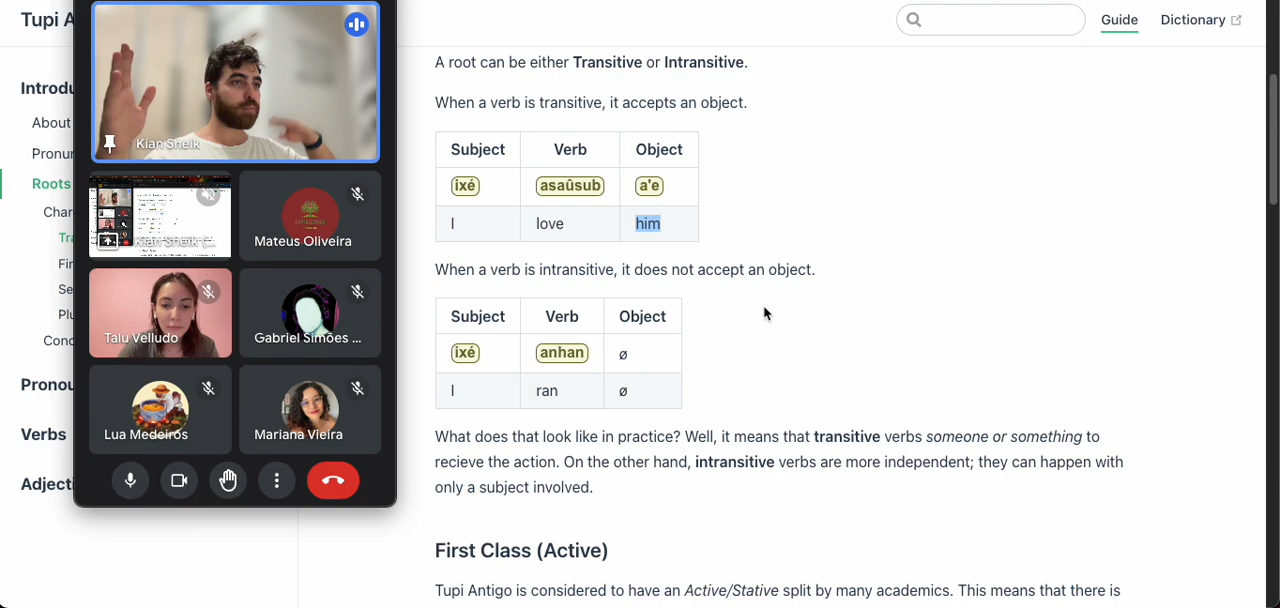 Tupi A
Guide
Dictionary
Introdu
About
Pronun
Roots
Char
Tra
Fir
Se
Plu
Conc
Pronou
Verbs
Adjecti
Kian Sheik
Kian Sheik (...
Mateus Oliveira
Talu Velludo
Gabriel Simões ...
Lua Medeiros
Mariana Vieira
A root can be either Transitive or Intransitive.
When a verb is transitive, it accepts an object.
Subject Verb Object
ixé asaûsub a'e
I love him
When a verb is intransitive, it does not accept an object.
Subject Verb Object
ixé anhan ø
I ran ø
What does that look like in practice? Well, it means that transitive verbs someone or something to
recieve the action. On the other hand, intransitive verbs are more independent; they can happen with
only a subject involved.
First Class (Active)
Tupi Antigo is considered to have an Active/Stative split by many academics. This means that there is